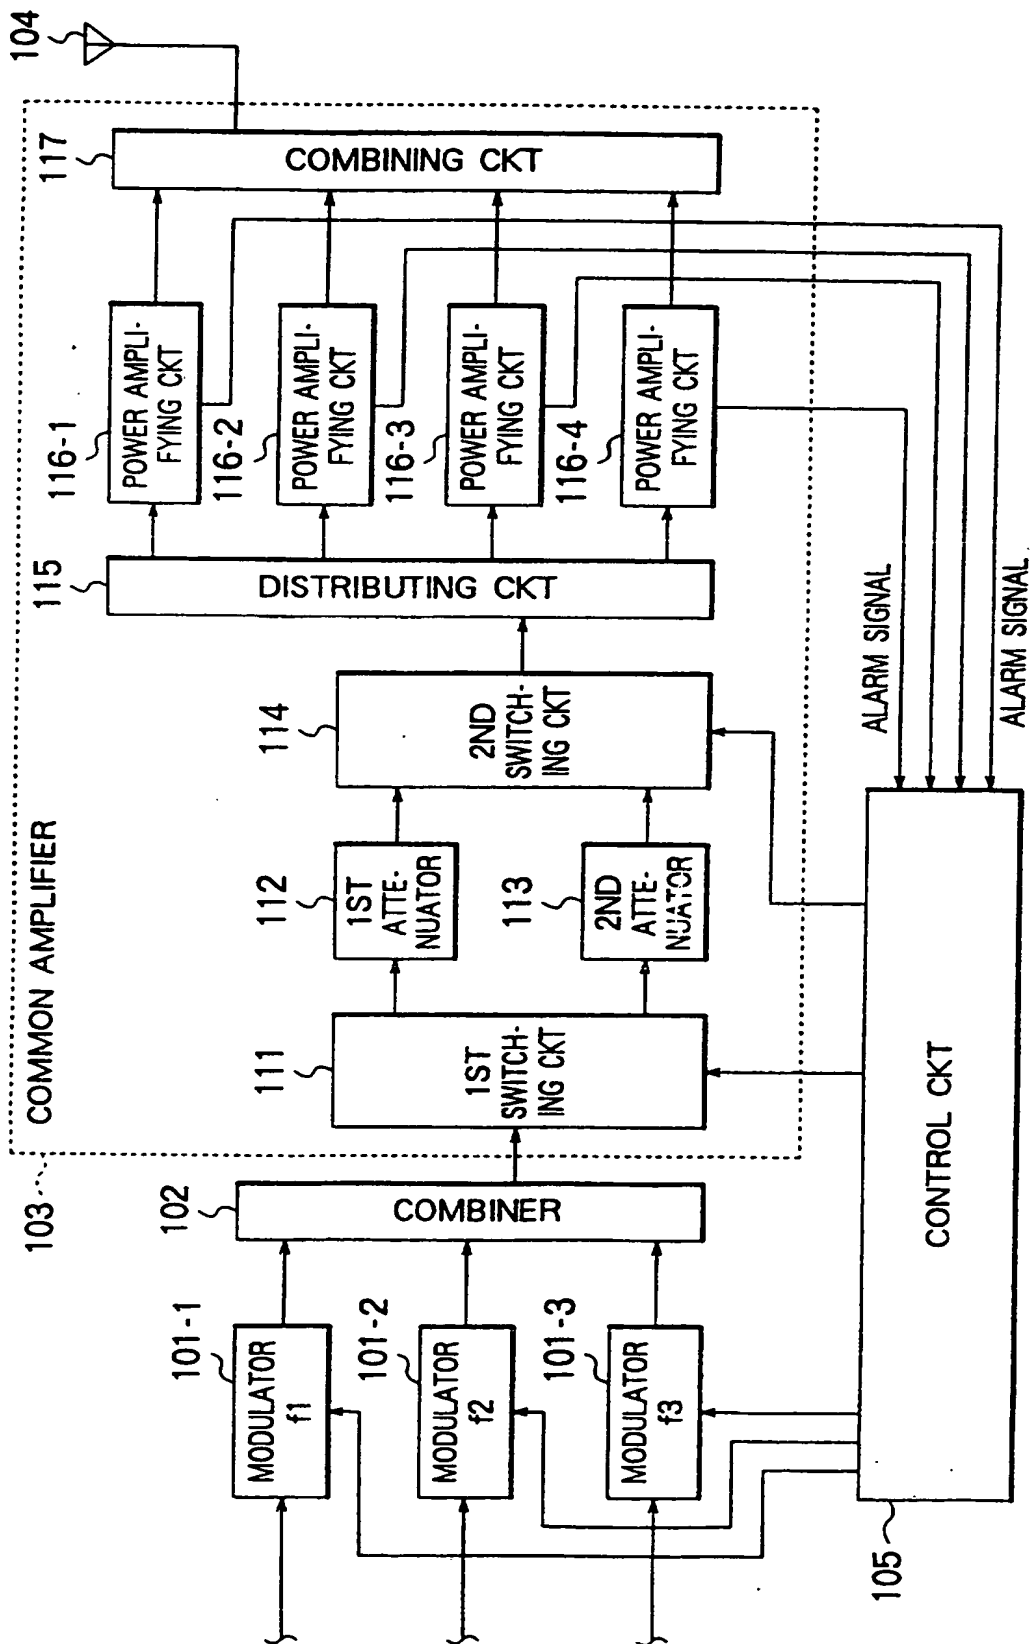 COMMON AMPLIFIER
103
101-1
MODULATOR
f1
101-2
MODULATOR
f2
101-3
MODULATOR
f3
102
COMBINER
111
1ST
SWITCH-
ING CKT
112
1ST
ATTE-
NUATOR
113
2ND
ATTE-
NUATOR
114
2ND
SWITCH-
ING CKT
115
DISTRIBUTING CKT
116-1
POWER AMPLI-
FYING CKT
116-2
POWER AMPLI-
FYING CKT
116-3
POWER AMPLI-
FYING CKT
116-4
POWER AMPLI-
FYING CKT
117
COMBINING CKT
104
ALARM SIGNAL
ALARM SIGNAL
CONTROL CKT
105